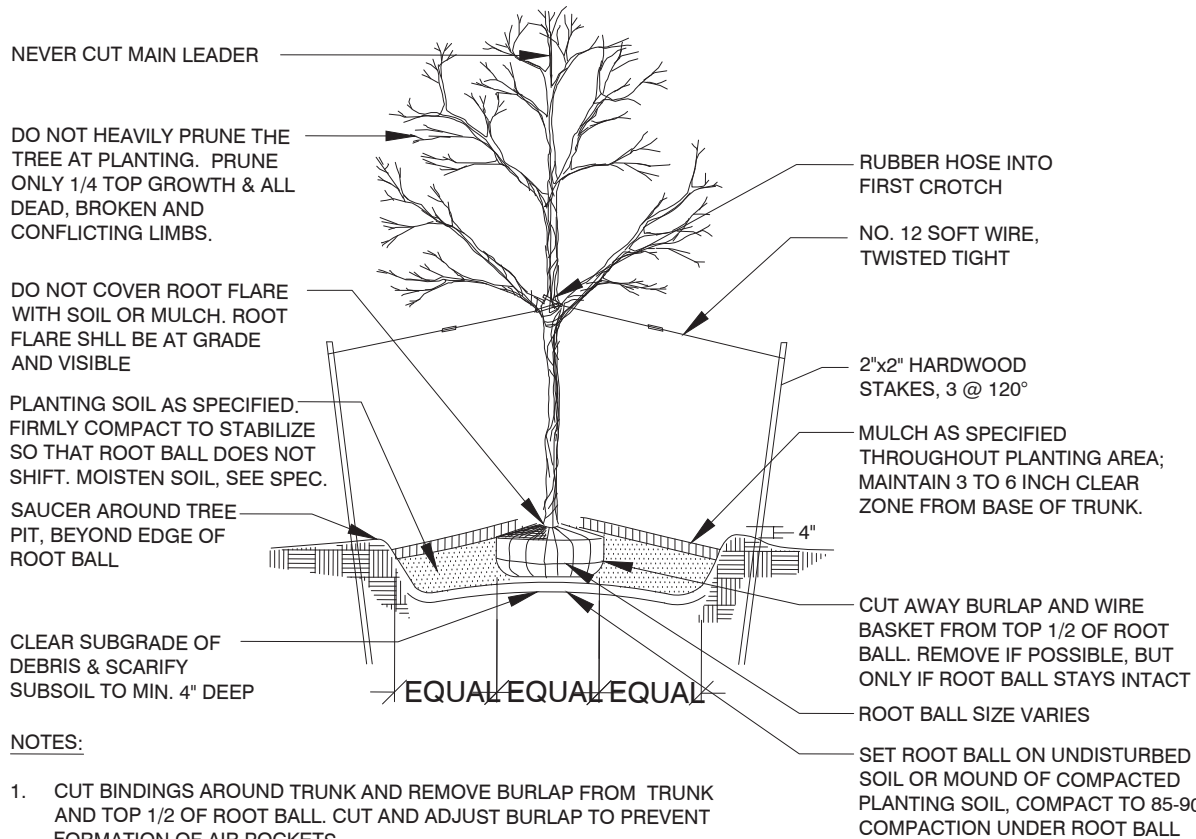 NEVER CUT MAIN LEADER
DO NOT HEAVILY PRUNE THE
TREE AT PLANTING. PRUNE
ONLY 1/4 TOP GROWTH & ALL
DEAD, BROKEN AND
CONFLICTING LIMBS.
DO NOT COVER ROOT FLARE
WITH SOIL OR MULCH. ROOT
FLARE SHLL BE AT GRADE
AND VISIBLE
PLANTING SOIL AS SPECIFIED.
FIRMLY COMPACT TO STABILIZE
SO THAT ROOT BALL DOES NOT
SHIFT. MOISTEN SOIL, SEE SPEC.
SAUCER AROUND TREE
PIT, BEYOND EDGE OF
ROOT BALL
CLEAR SUBGRADE OF
DEBRIS & SCARIFY
SUBSOIL TO MIN. 4" DEEP
RUBBER HOSE INTO
FIRST CROTCH
NO. 12 SOFT WIRE,
TWISTED TIGHT
2"x2" HARDWOOD
STAKES, 3 @ 120°
MULCH AS SPECIFIED
THROUGHOUT PLANTING AREA;
MAINTAIN 3 TO 6 INCH CLEAR
ZONE FROM BASE OF TRUNK.
4"
CUT AWAY BURLAP AND WIRE
BASKET FROM TOP 1/2 OF ROOT
BALL. REMOVE IF POSSIBLE, BUT
ONLY IF ROOT BALL STAYS INTACT
ROOT BALL SIZE VARIES
SET ROOT BALL ON UNDISTURBED
SOIL OR MOUND OF COMPACTED
PLANTING SOIL, COMPACT TO 85-90
COMPACTION UNDER ROOT BALL
EQUAL EQUAL EQUAL
NOTES:
1. CUT BINDINGS AROUND TRUNK AND REMOVE BURLAP FROM TRUNK
AND TOP 1/2 OF ROOT BALL. CUT AND ADJUST BURLAP TO PREVENT
FORMATION OF AIR POCKETS